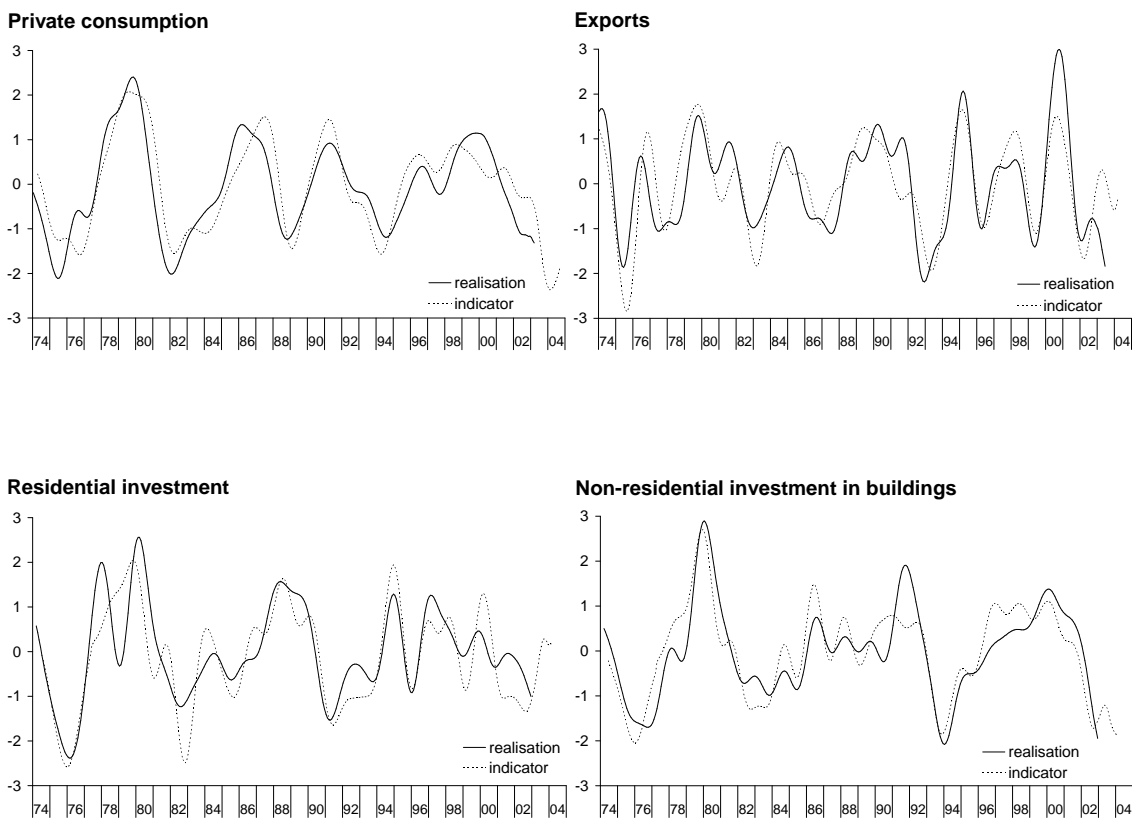 Private consumption
3
2
1
0
-1
-2
-3
realisation
indicator
74 76 78 80 82 84 86 90 92 94 96 98 00 02 04
Exports
3
2
1
0
-1
-2
-3
realisation
indicator
74 76 78 80 82 84 86 88 90 92 94 96 98 00 02 04
Residential investment
3
2
1
0
-1
-2
-3
realisation
indicator
74 76 78 80 82 84 86 88 90 92 94 96 98 00 02 04
Non-residential investment in buildings
3
2
1
0
-1
-2
-3
realisation
indicator
74 76 78 80 82 84 86 88 90 92 94 96 98 00 02 04